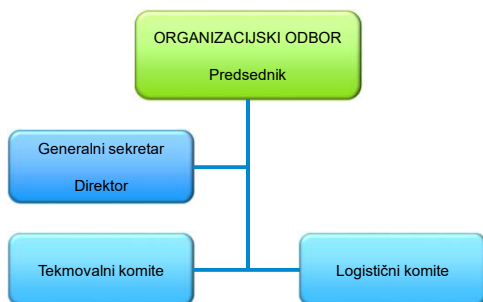 ORGANIZACIJSKI ODBOR
Predsednik
Generalni sekretar
Direktor
Tekmovalni komite
Logistični komite